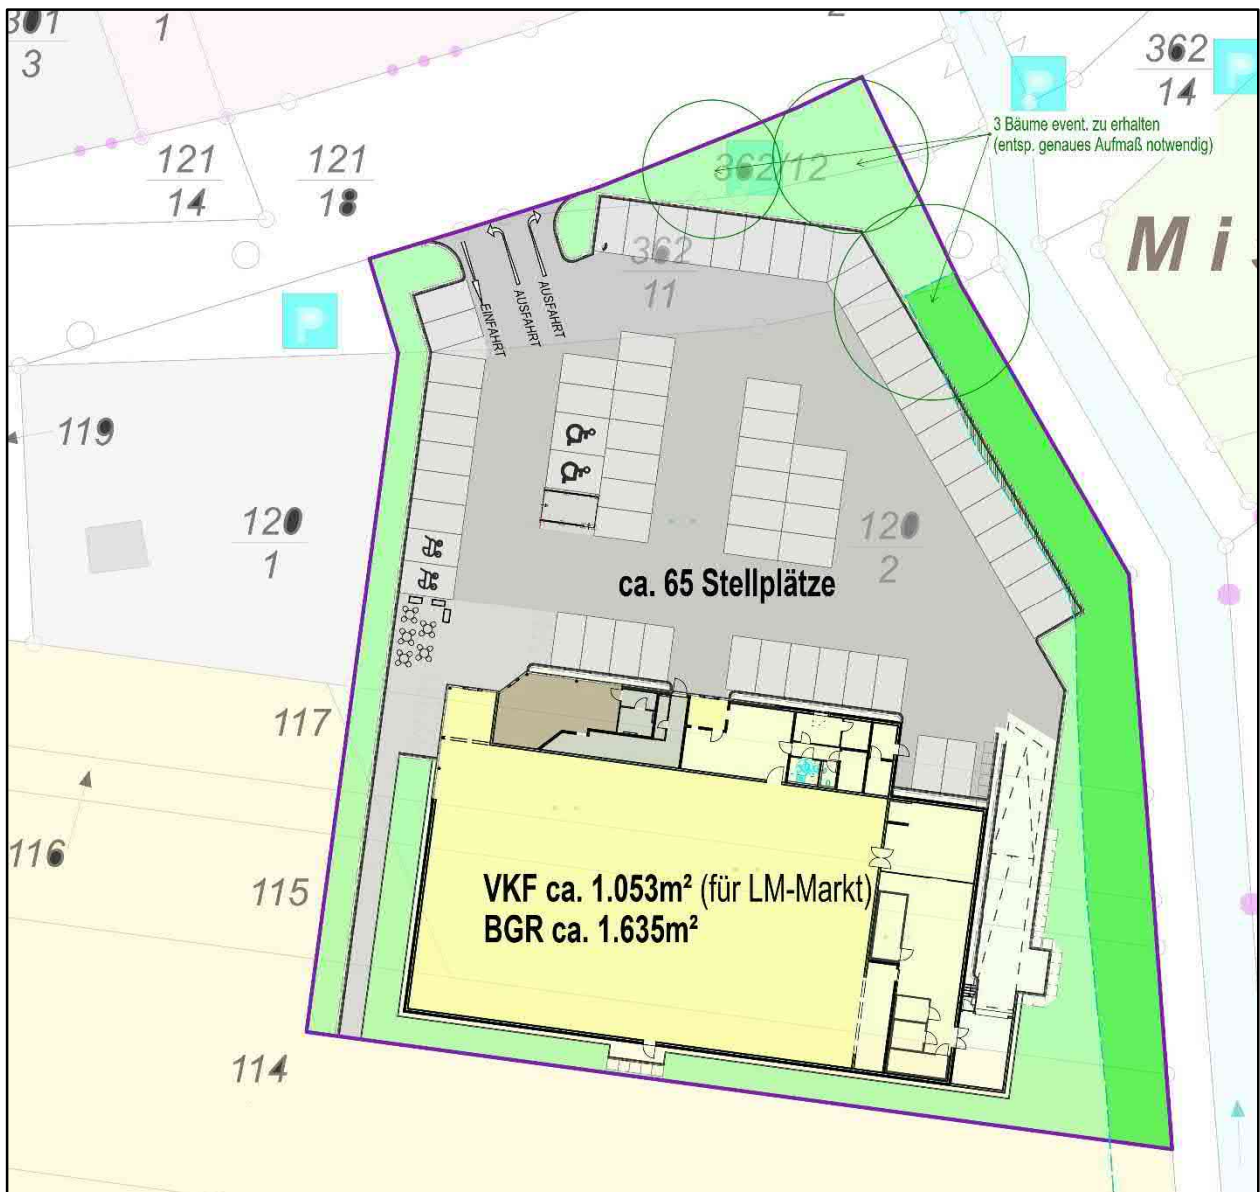 301
3
1
2
362
14
P
P
3 Bäume event. zu erhalten
(entsp. genaues Aufmaß notwendig)
121
14
121
18
362/12
Mi
362
11
P
EINFAHRT
AUSFAHRT
AUSFAHRT
119
120
1
120
2
ca. 65 Stellplätze
117
116
115
VKF ca. 1.053m² (für LM-Markt)
BGR ca. 1.635m²
114